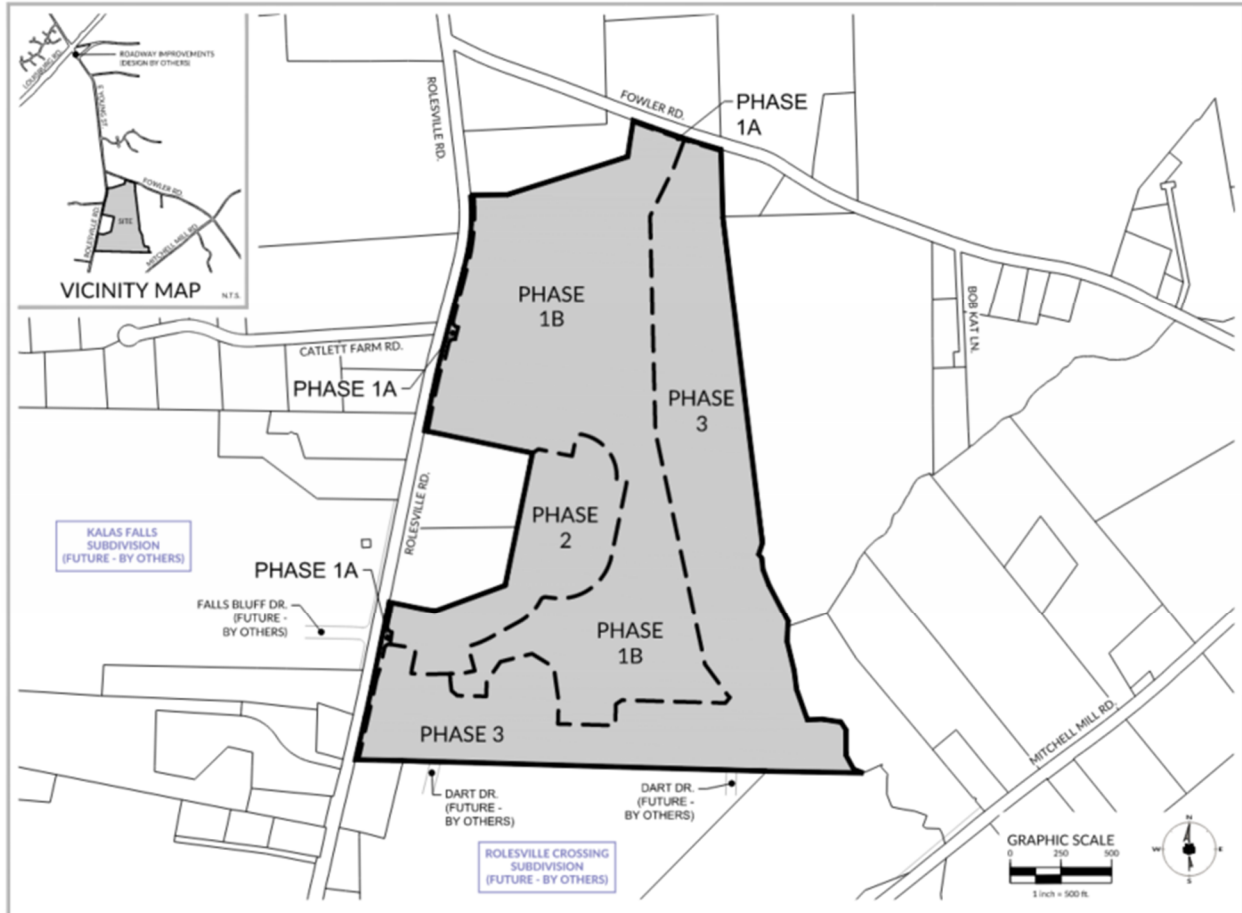 LOUISBURG RD.
ROADWAY IMPROVEMENTS
(DESIGN BY OTHERS)
E YOUNG ST.
FOWLER RD.
ROLESVILLE RD.
SITE
MITCHELL MILL RD.
VICINITY MAP
N.T.S.
ROLESVILLE RD.
FOWLER RD.
PHASE
1A
PHASE
1B
BOB KAT LN.
CATLETT FARM RD.
PHASE 1A
PHASE
3
ROLESVILLE RD.
PHASE
2
KALAS FALLS
SUBDIVISION
(FUTURE - BY OTHERS)
PHASE 1A
FALLS BLUFF DR.
(FUTURE -
BY OTHERS)
PHASE
1B
PHASE 3
MITCHELL MILL RD.
DART DR.
(FUTURE -
BY OTHERS)
DART DR.
(FUTURE -
BY OTHERS)
ROLESVILLE CROSSING
SUBDIVISION
(FUTURE - BY OTHERS)
GRAPHIC SCALE
0 250 500
1 inch = 500 ft.
N
W E
S